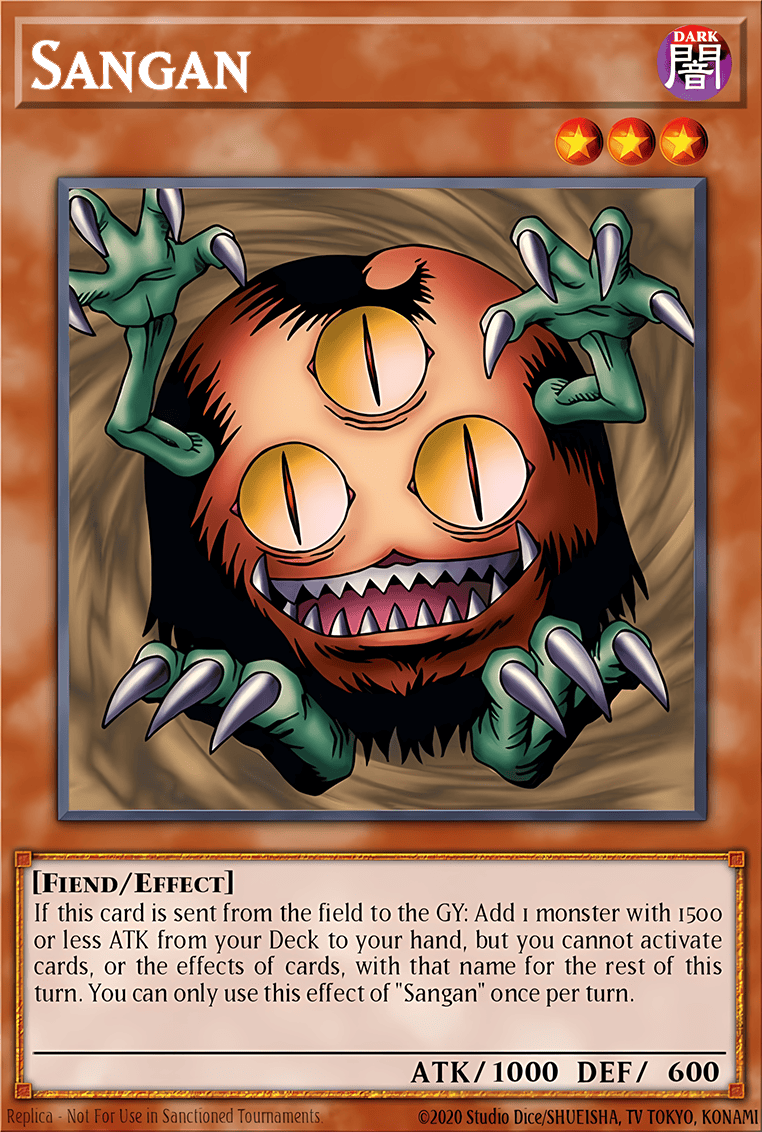 Sangan
DARK
闇
[Fiend/Effect]
If this card is sent from the field to the GY: Add 1 monster with 1500
or less ATK from your Deck to your hand, but you cannot activate
cards, or the effects of cards, with that name for the rest of this
turn. You can only use this effect of "Sangan" once per turn.
ATK/1000 DEF/ 600
Replica - Not For Use in Sanctioned Tournaments. ©2020 Studio Dice/SHUEISHA, TV TOKYO, KONAMI